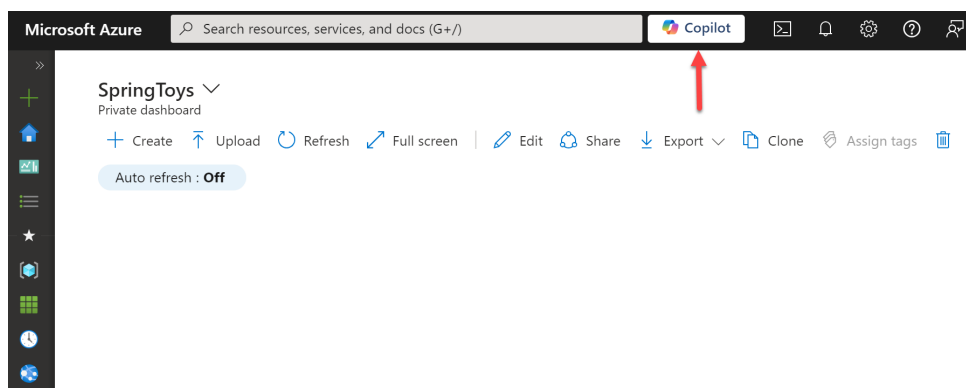 Microsoft Azure Search resources, services, and docs (G+/) Copilot
SpringToys
Private dashboard
Create Upload Refresh Full screen Edit Share Export Clone Assign tags
Auto refresh : Off